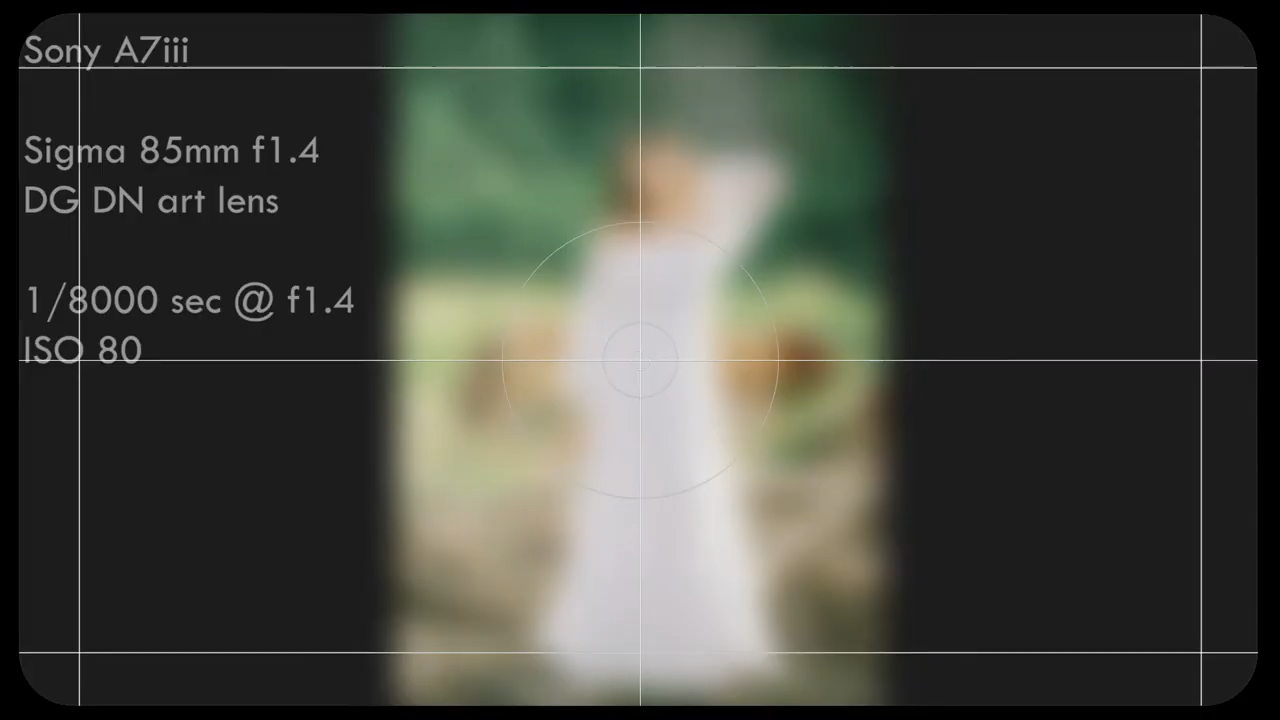 Sony A7iii
Sigma 85mm f1.4
DG DN art lens
1/8000 sec @ f1.4
ISO 80